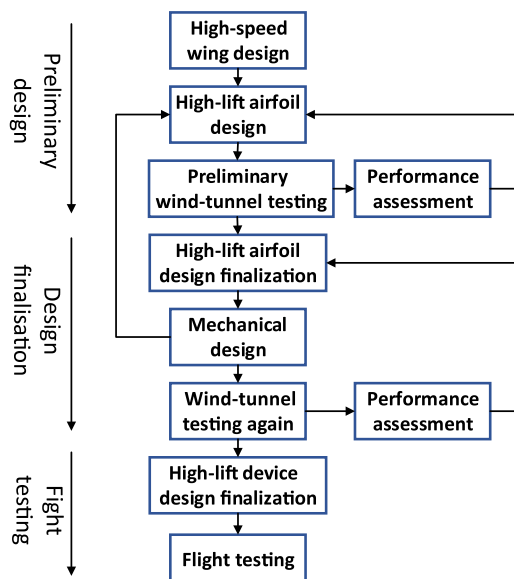 Preliminary
design
High-speed
wing design
High-lift airfoil
design
Preliminary
wind-tunnel testing
Performance
assessment
Design
finalisation
High-lift airfoil
design finalization
Mechanical
design
Wind-tunnel
testing again
Performance
assessment
Fight
testing
High-lift device
design finalization
Flight testing